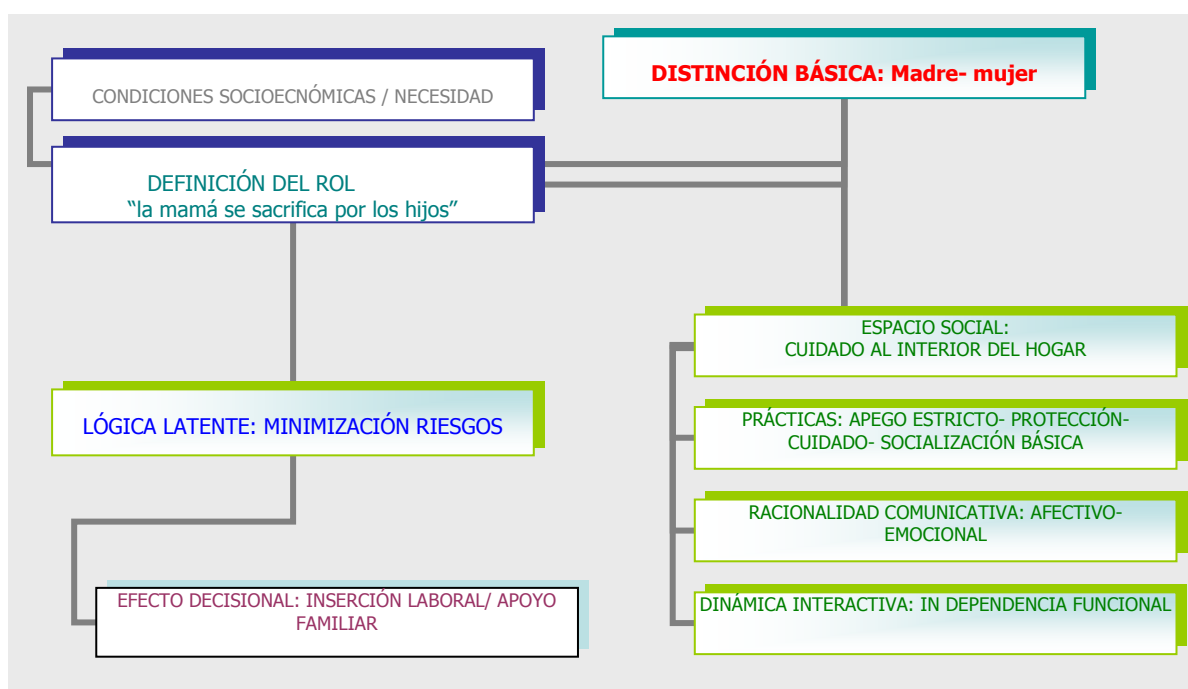 CONDICIONES SOCIOECNÓMICAS / NECESIDAD
DISTINCIÓN BÁSICA: Madre- mujer
DEFINICIÓN DEL ROL
“la mamá se sacrifica por los hijos”
LÓGICA LATENTE: MINIMIZACIÓN RIESGOS
EFECTO DECISIONAL: INSERCIÓN LABORAL/ APOYO
FAMILIAR
ESPACIO SOCIAL:
CUIDADO AL INTERIOR DEL HOGAR
PRÁCTICAS: APEGO ESTRICTO- PROTECCIÓN-
CUIDADO- SOCIALIZACIÓN BÁSICA
RACIONALIDAD COMUNICATIVA: AFECTIVO-
EMOCIONAL
DINÁMICA INTERACTIVA: IN DEPENDENCIA FUNCIONAL